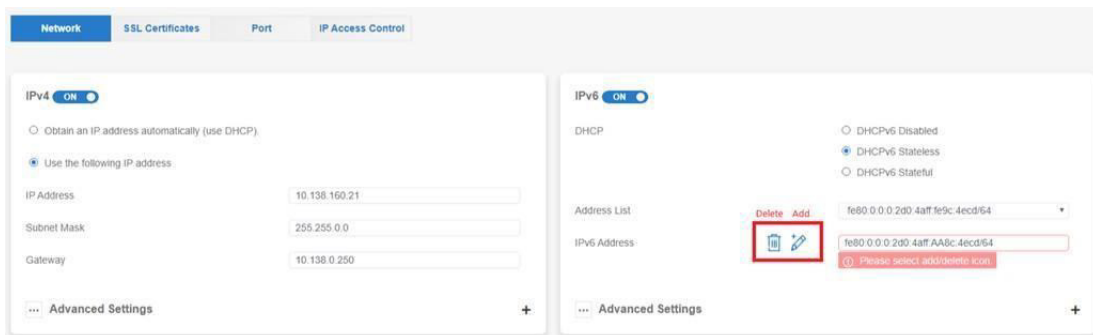 Network SSL Certificates Port IP Access Control
IPv4 ON
Obtain an IP address automatically (use DHCP).
Use the following IP address
IP Address 10.138.160.21
Subnet Mask 255.255.0.0
Gateway 10.138.0.250
... Advanced Settings +
IPv6 ON
DHCP DHCPv6 Disabled
DHCPv6 Stateless
DHCPv6 Stateful
Address List fe80:0:0:0:2d0:4aff:fe9c:4ecd/64
Delete Add
IPv6 Address fe80:0:0:0:2d0:4aff:AA8c:4ecd/64
Please select add/delete icon.
... Advanced Settings +